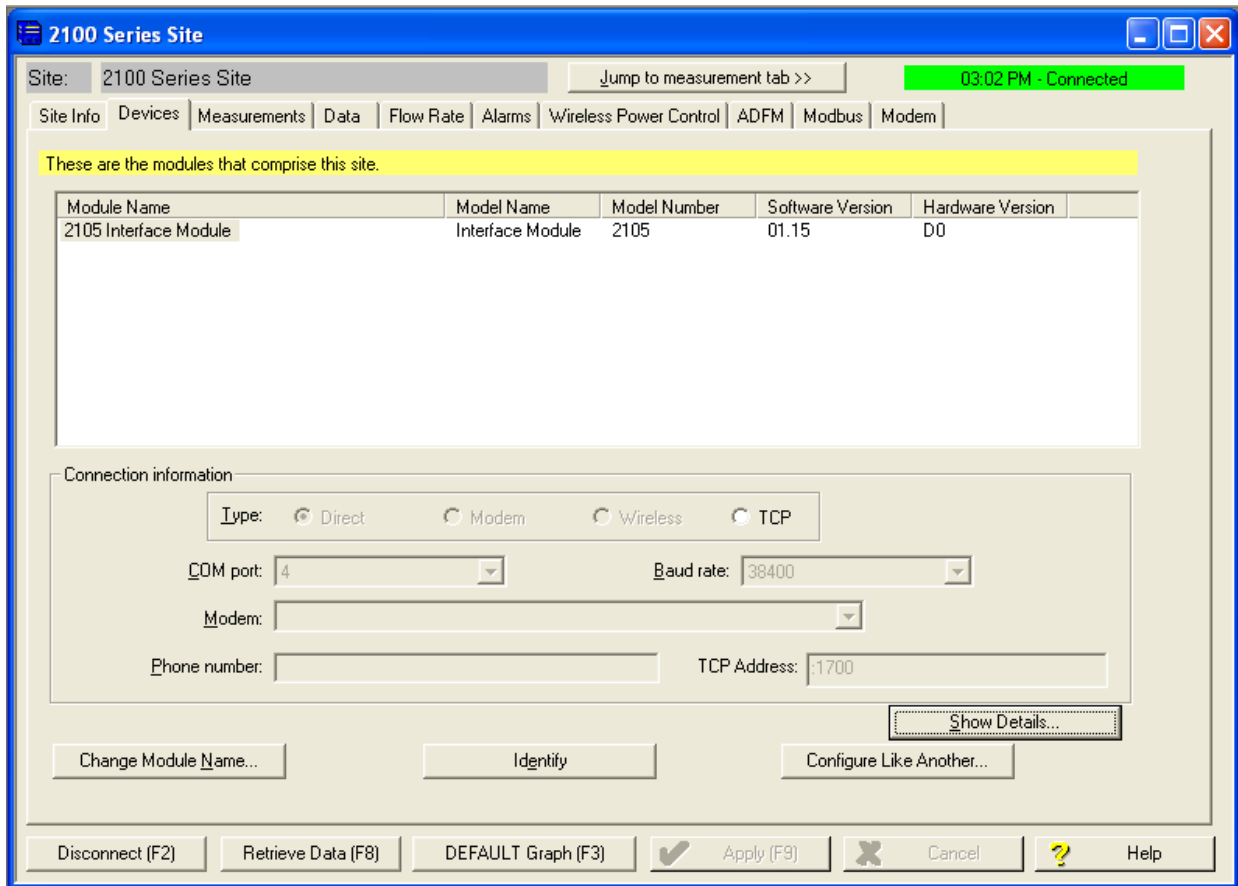 2100 Series Site
Site: 2100 Series Site Jump to measurement tab >> 03:02 PM - Connected
Site Info Devices Measurements Data Flow Rate Alarms Wireless Power Control ADFM Modbus Modem
These are the modules that comprise this site.
Module Name Model Name Model Number Software Version Hardware Version
2105 Interface Module Interface Module 2105 01.15 D0
Connection information
Type: Direct Modem Wireless TCP
COM port: 4 Baud rate: 38400
Modem:
Phone number: TCP Address: :1700
Show Details...
Change Module Name... Identify Configure Like Another...
Disconnect (F2) Retrieve Data (F8) DEFAULT Graph (F3) Apply (F9) Cancel ? Help